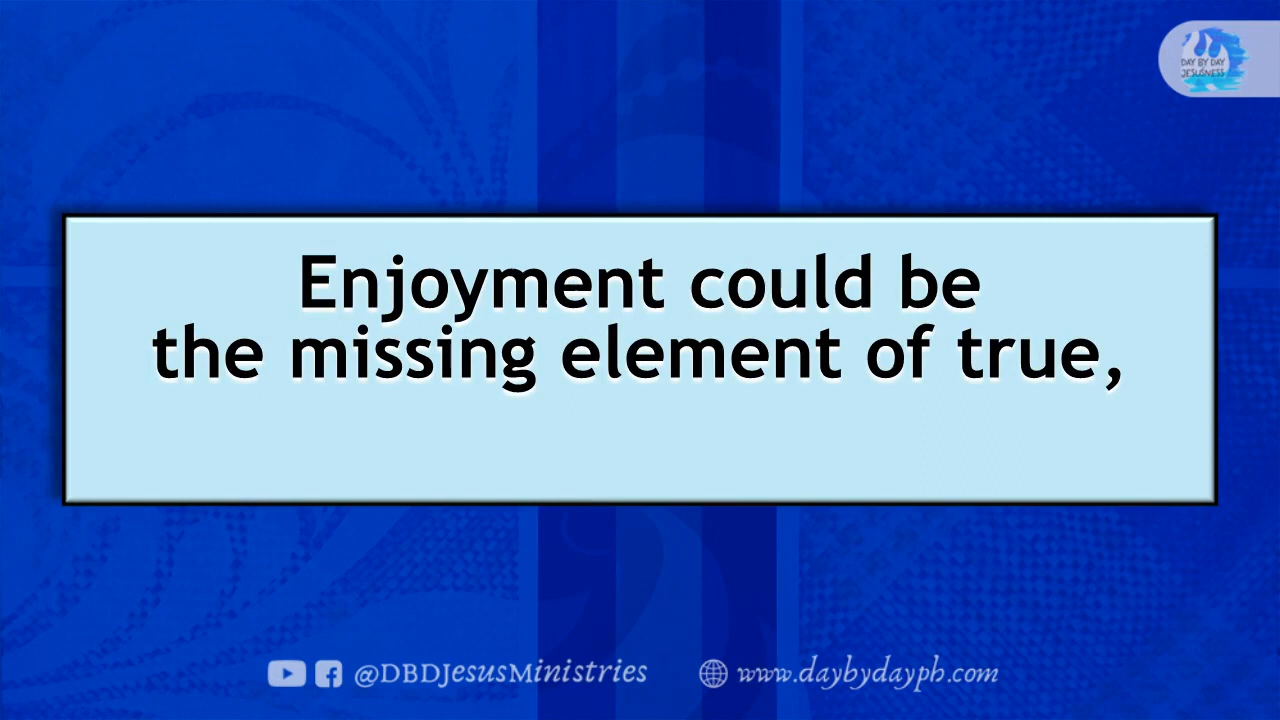 DAY BY DAY
JESUSNESS
Enjoyment could be
the missing element of true,
@DBDJesusMinistries
www.daybydayph.com